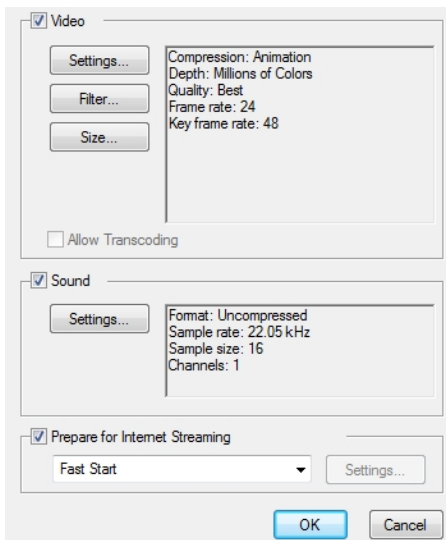 Video
Settings...
Compression: Animation
Depth: Millions of Colors
Quality: Best
Frame rate: 24
Key frame rate: 48
Filter...
Size...
Allow Transcoding
Sound
Settings...
Format: Uncompressed
Sample rate: 22.05 kHz
Sample size: 16
Channels: 1
Prepare for Internet Streaming
Fast Start
Settings...
OK
Cancel